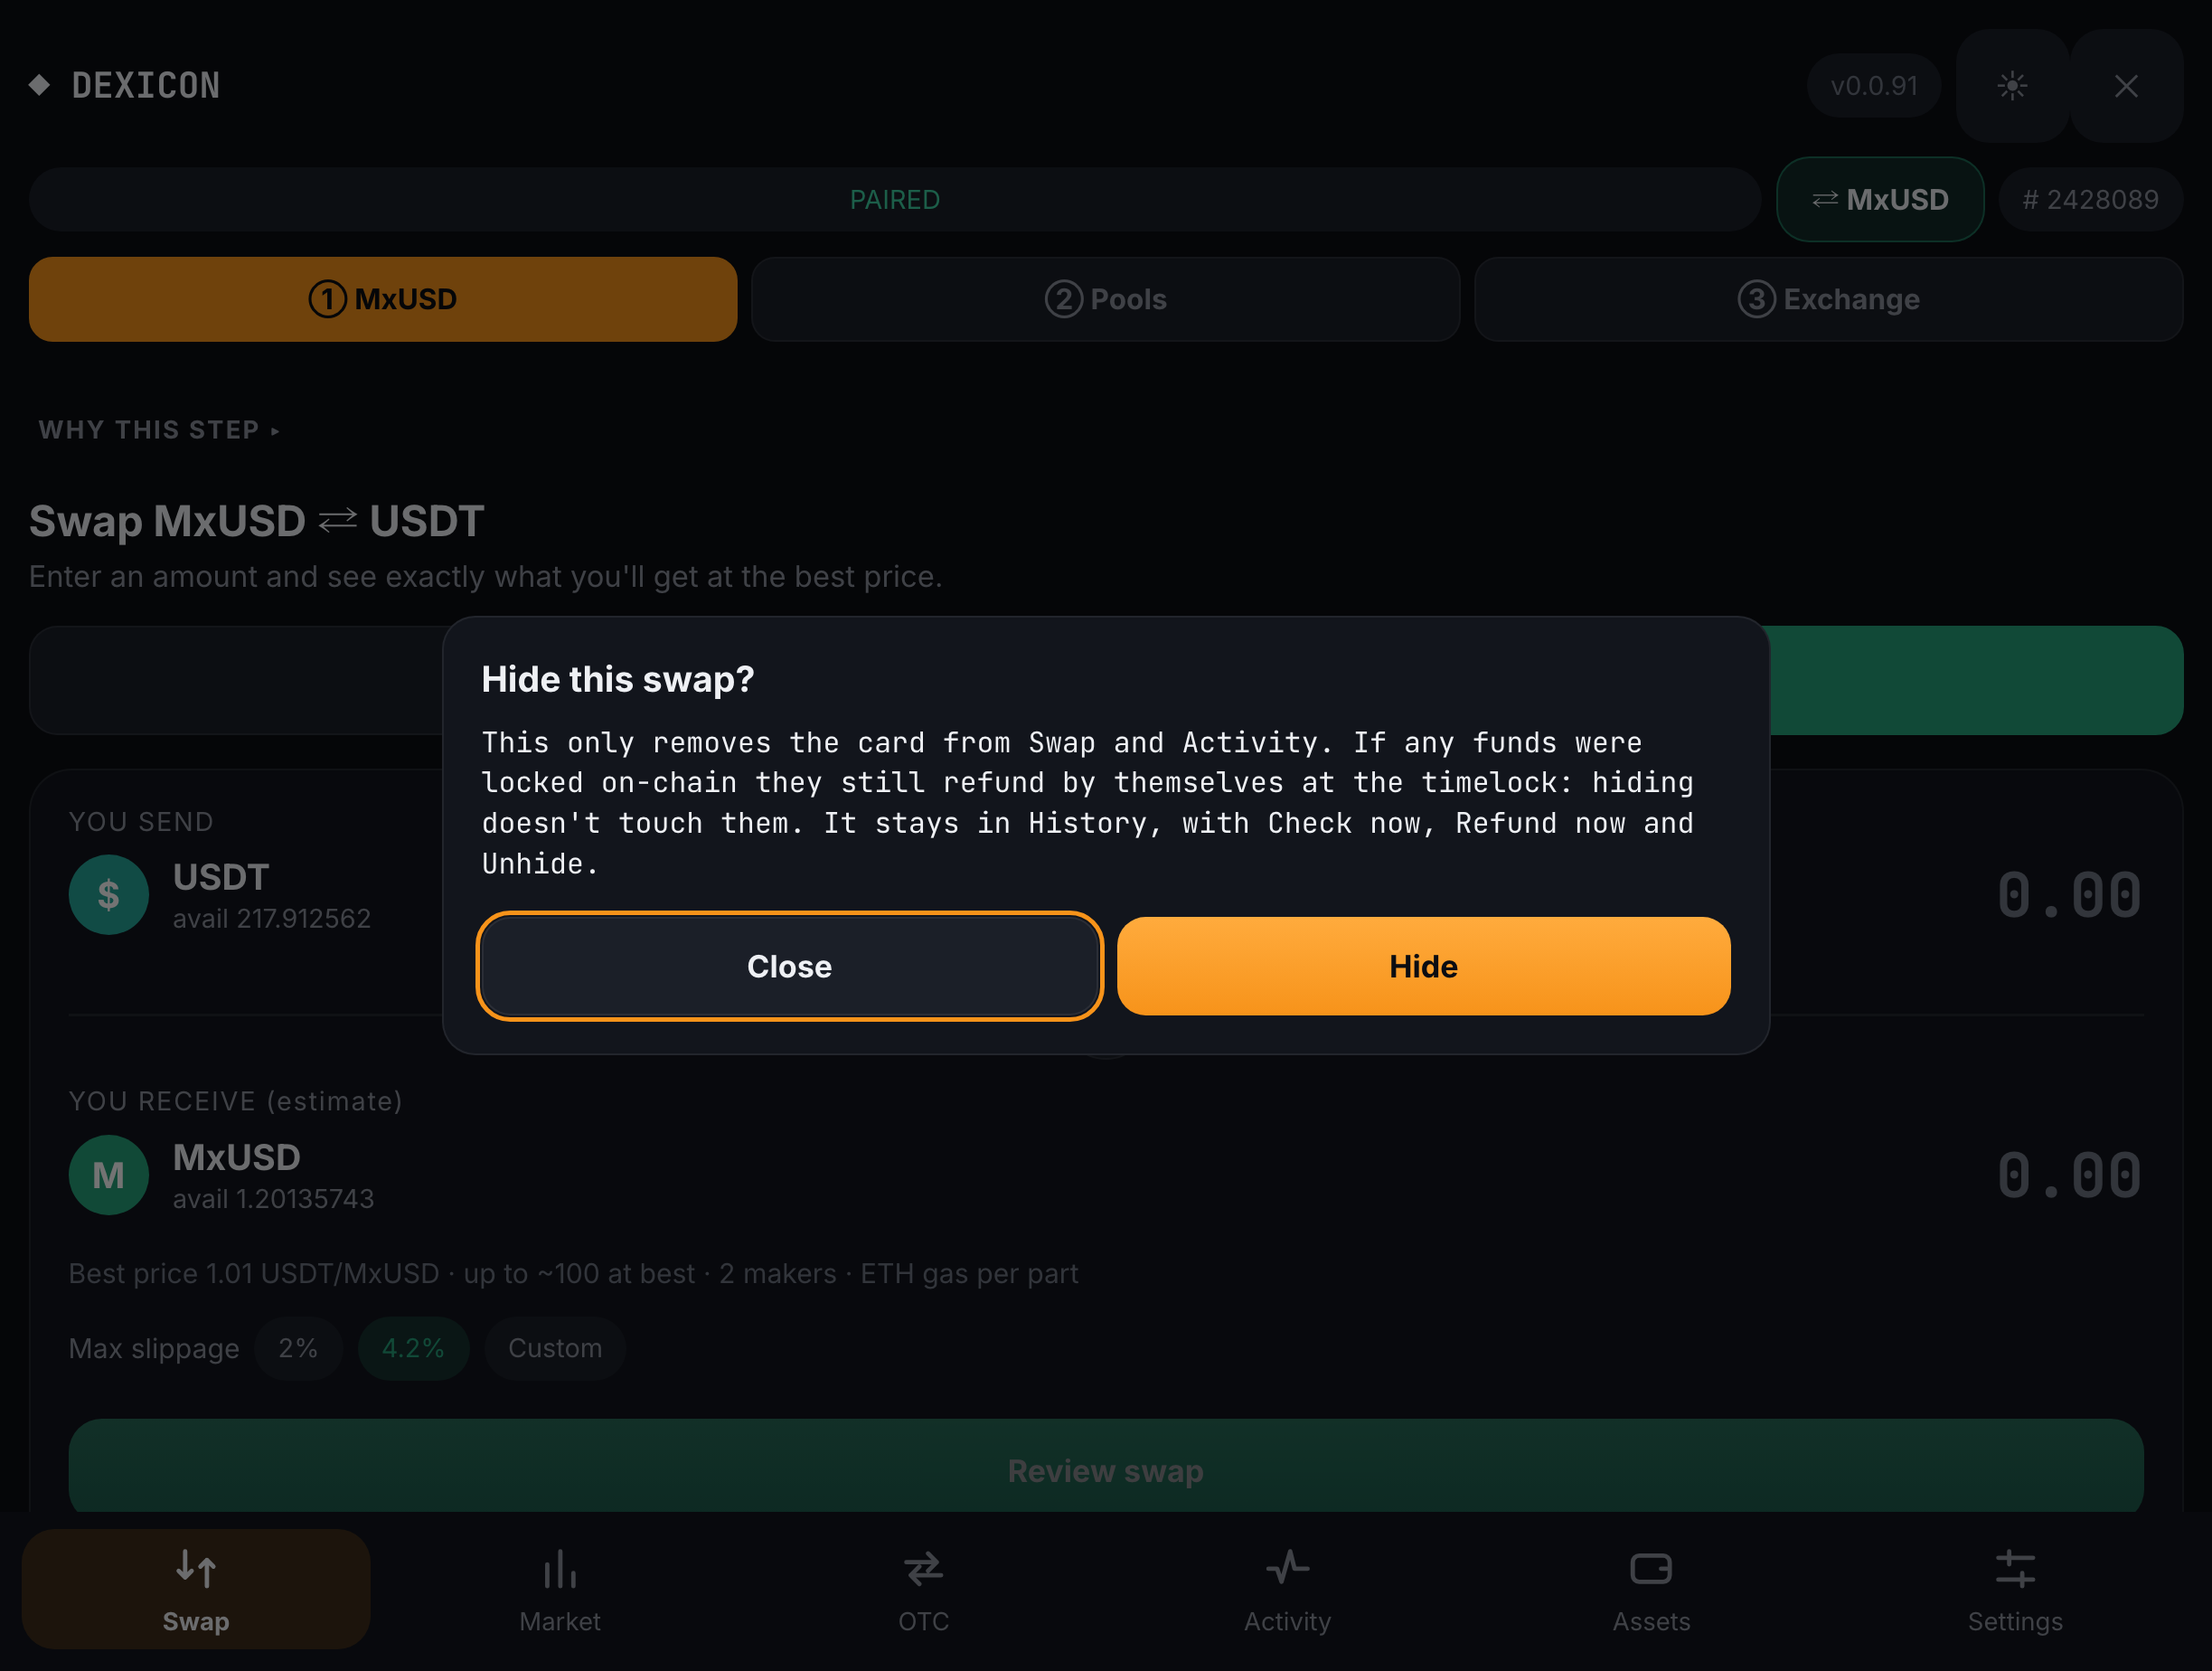 ◆ DEXICON
v0.0.91
PAIRED
⇄ MxUSD
# 2428089
① MxUSD
② Pools
③ Exchange
WHY THIS STEP ▸
Swap MxUSD ⇄ USDT
Enter an amount and see exactly what you'll get at the best price.
Hide this swap?
This only removes the card from Swap and Activity. If any funds were
locked on-chain they still refund by themselves at the timelock: hiding
doesn't touch them. It stays in History, with Check now, Refund now and
Unhide.
Close
Hide
YOU SEND
$
USDT
avail 217.912562
0.00
YOU RECEIVE (estimate)
M
MxUSD
avail 1.20135743
0.00
Best price 1.01 USDT/MxUSD · up to ~100 at best · 2 makers · ETH gas per part
Max slippage
2%
4.2%
Custom
Review swap
Swap
Market
OTC
Activity
Assets
Settings